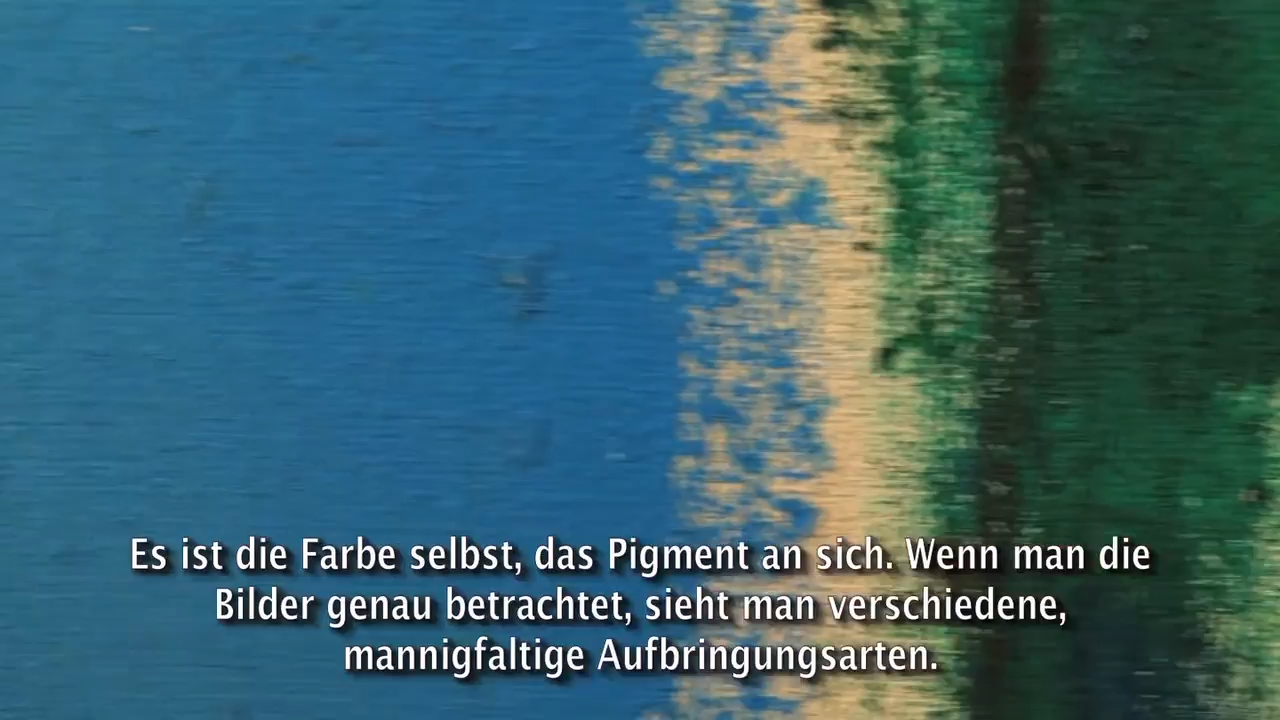 Es ist die Farbe selbst, das Pigment an sich. Wenn man die
Bilder genau betrachtet, sieht man verschiedene,
mannigfaltige Aufbringungsarten.